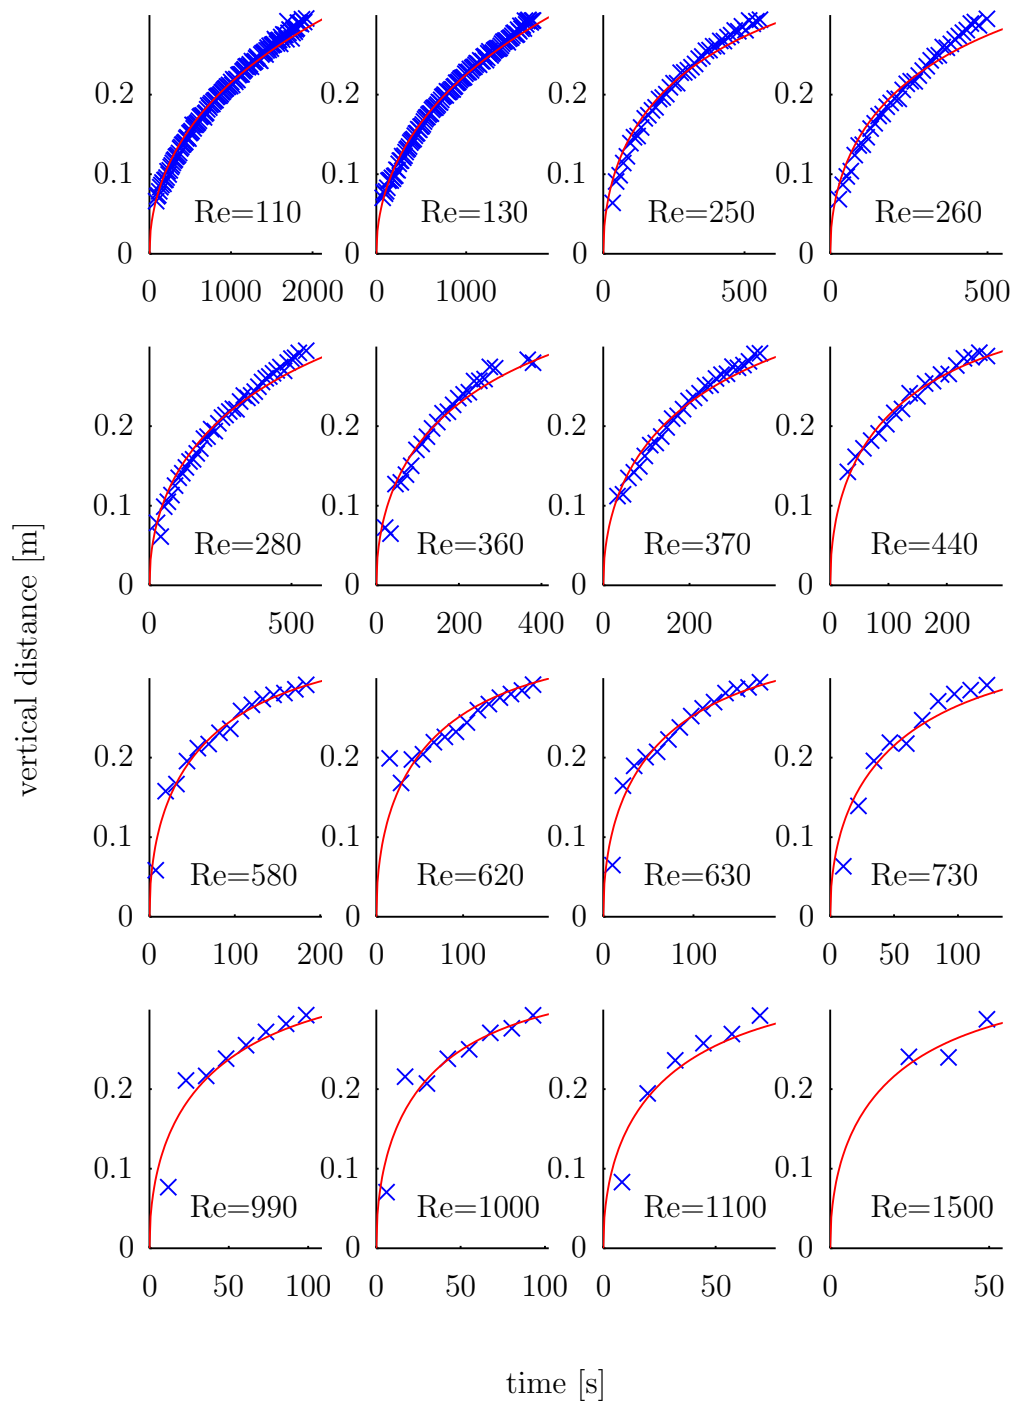 0.2 0.2 0.2 0.2
0.1 0.1 0.1 0.1
Re=110 Re=130 Re=250 Re=260
0 0 0 0
0 1000 2000 0 1000 0 500 0 500
0.2 0.2 0.2 0.2
0.1 0.1 0.1 0.1
Re=280 Re=360 Re=370 Re=440
0 0 0 0
0 500 0 200 400 0 200 0 100 200
vertical distance [m]
0.2 0.2 0.2 0.2
0.1 0.1 0.1 0.1
Re=580 Re=620 Re=630 Re=730
0 0 0 0
0 100 200 0 100 0 100 0 50 100
0.2 0.2 0.2 0.2
0.1 0.1 0.1 0.1
Re=990 Re=1000 Re=1100 Re=1500
0 0 0 0
0 50 100 0 50 100 0 50 0 50
time [s]